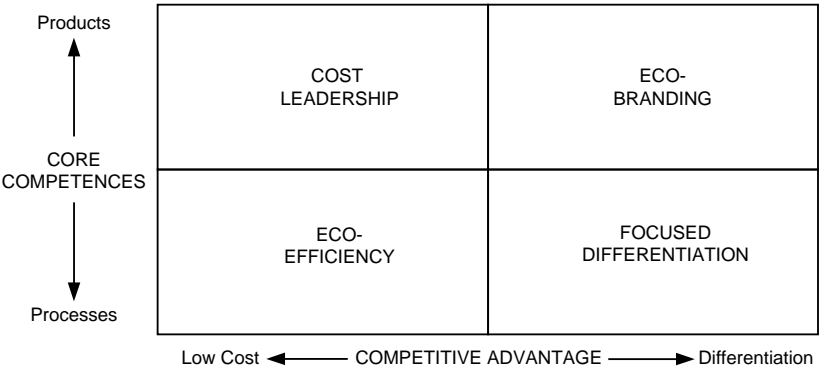 Products
COST
LEADERSHIP
ECO-
BRANDING
CORE
COMPETENCES
ECO-
EFFICIENCY
FOCUSED
DIFFERENTIATION
Processes
Low Cost
COMPETITIVE ADVANTAGE
Differentiation